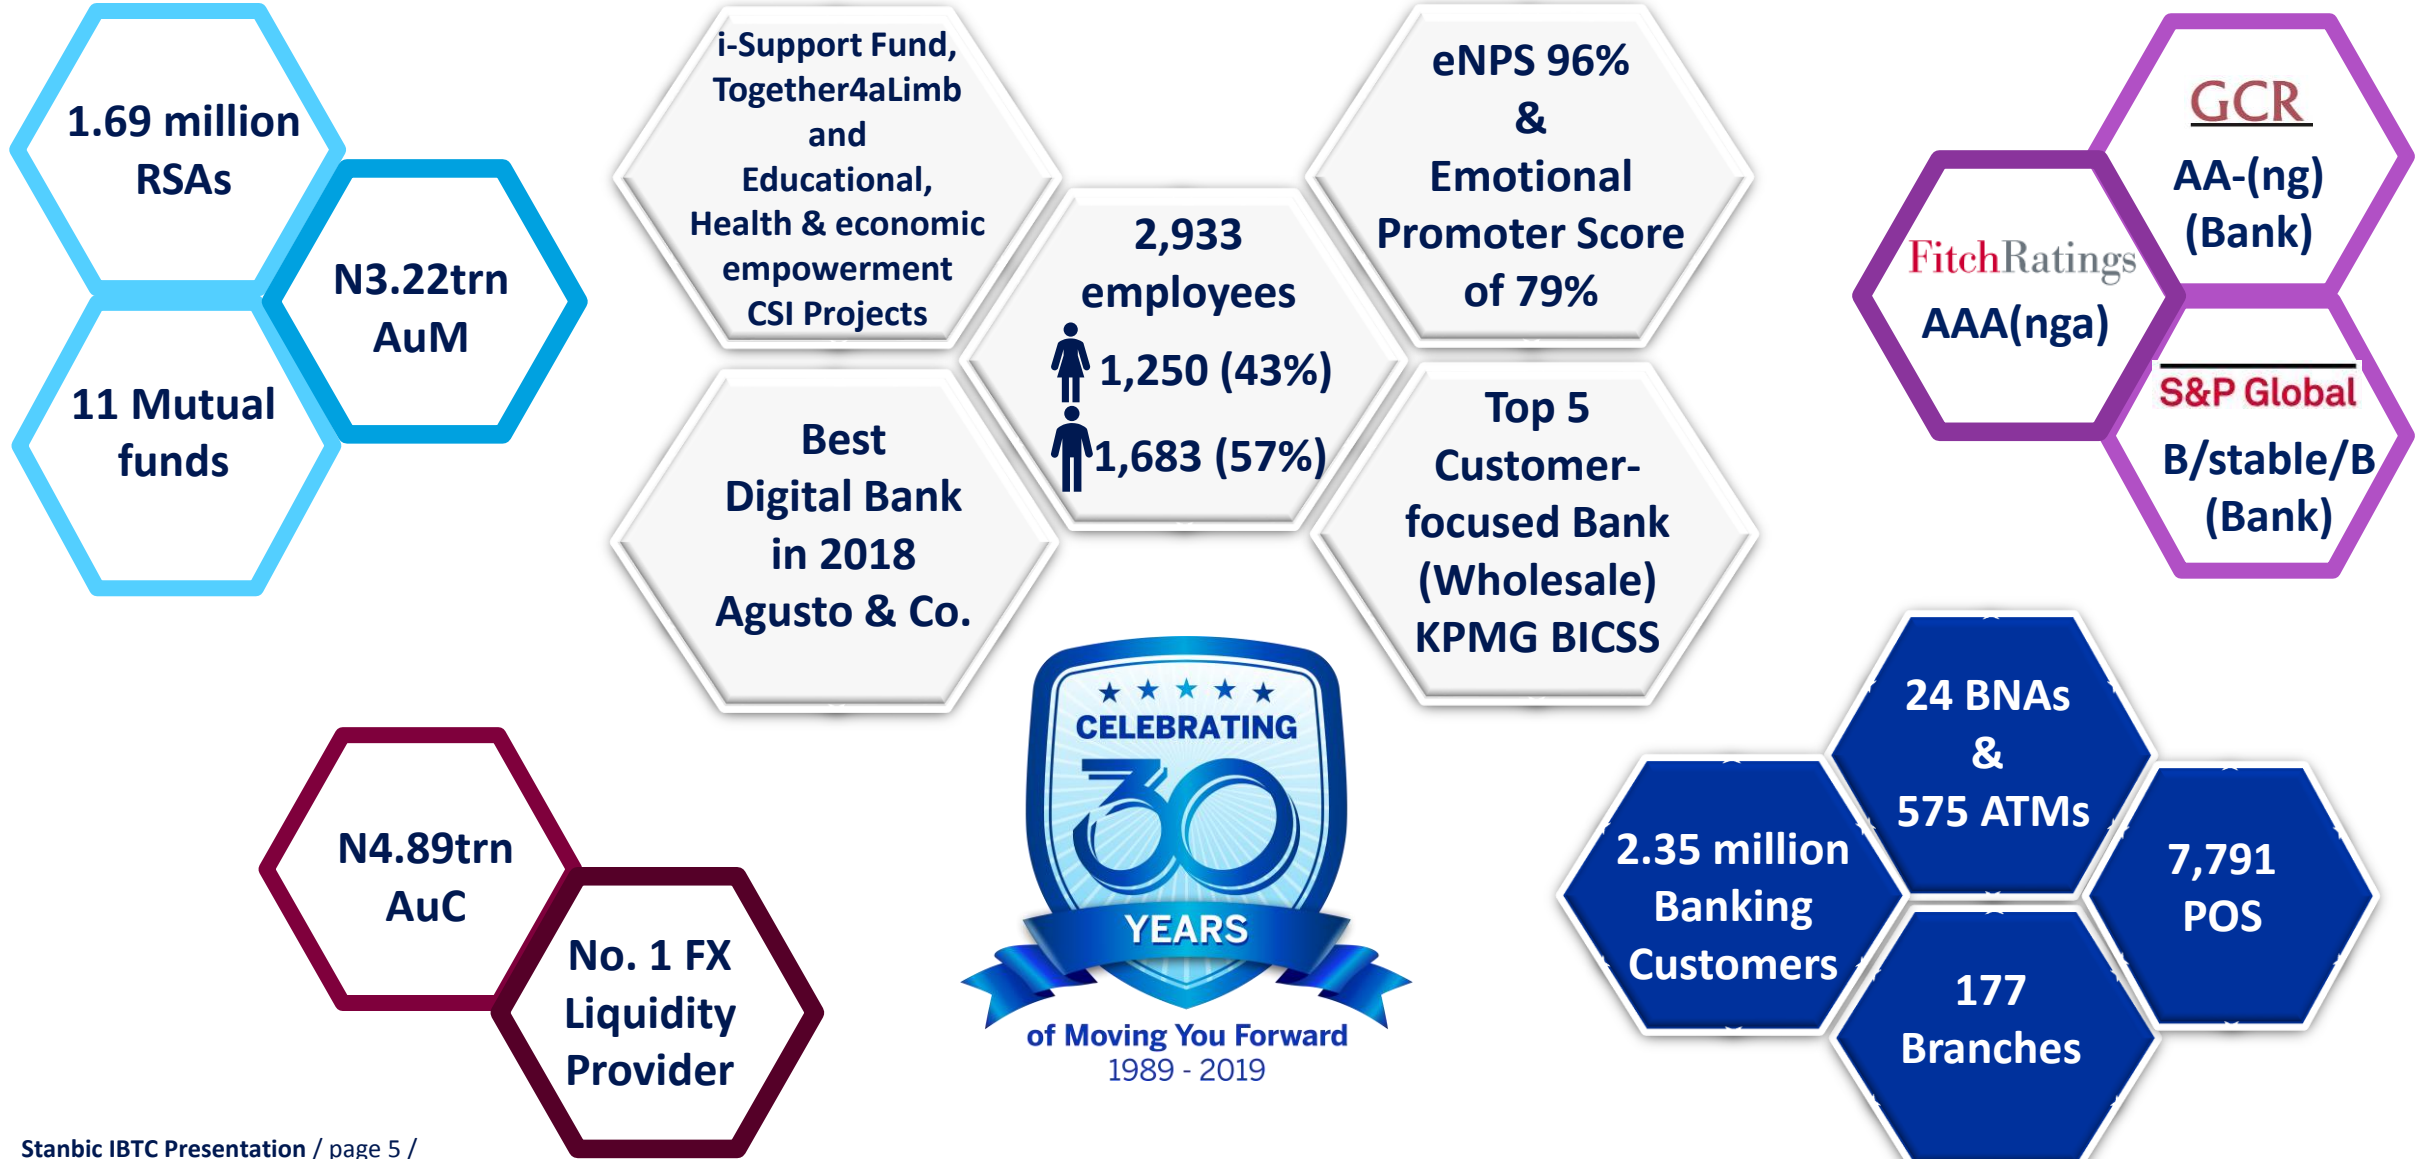 1.69 million
RSAs
N3.22trn
AuM
11 Mutual
funds
i-Support Fund,
Together4aLimb
and
Educational,
Health & economic
empowerment
CSI Projects
2,933
employees
1,250 (43%)
1,683 (57%)
eNPS 96%
&
Emotional
Promoter Score
of 79%
Best
Digital Bank
in 2018
Agusto & Co.
Top 5
Customer-
focused Bank
(Wholesale)
KPMG BICSS
GCR
AA-(ng)
(Bank)
FitchRatings
AAA(nga)
S&P Global
B/stable/B
(Bank)
N4.89trn
AuC
No. 1 FX
Liquidity
Provider
CELEBRATING
30
YEARS
of Moving You Forward
1989 - 2019
24 BNAs
&
575 ATMs
2.35 million
Banking
Customers
7,791
POS
177
Branches
Stanbic IBTC Presentation / page 5 /